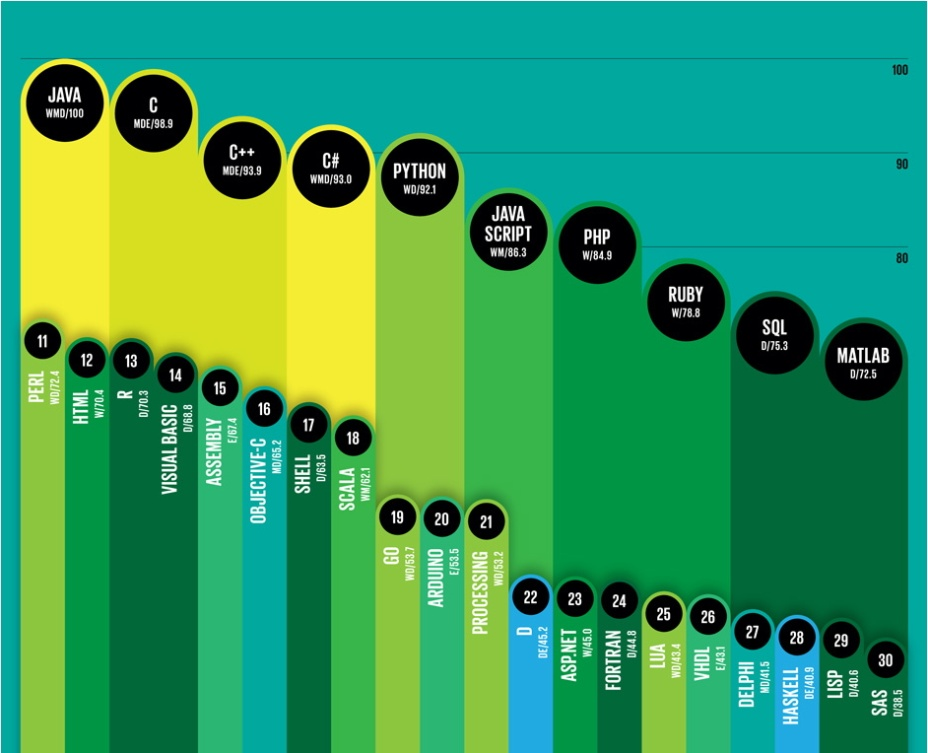 100
JAVA
WMD/100
C
MDE/98.9
C++
MDE/93.9
C#
WMD/93.0
PYTHON
WD/92.1
90
JAVA
SCRIPT
WM/86.3
PHP
W/84.9
80
RUBY
W/78.8
SQL
D/75.3
MATLAB
D/72.5
11
PERL
WD/72.4
12
HTML
W/70.4
13
R
D/70.3
14
VISUAL BASIC
D/68.8
15
ASSEMBLY
E/67.4
16
OBJECTIVE-C
MD/65.2
17
SHELL
D/63.5
18
SCALA
WM/62.1
19
GO
WD/53.7
20
ARDUINO
E/53.5
21
PROCESSING
WD/53.2
22
D
DE/45.2
23
ASP.NET
W/45.0
24
FORTRAN
D/44.8
25
LUA
WD/43.4
26
VHDL
E/43.1
27
DELPHI
MD/41.5
28
HASKELL
DE/40.9
29
LISP
D/40.6
30
SAS
D/38.5